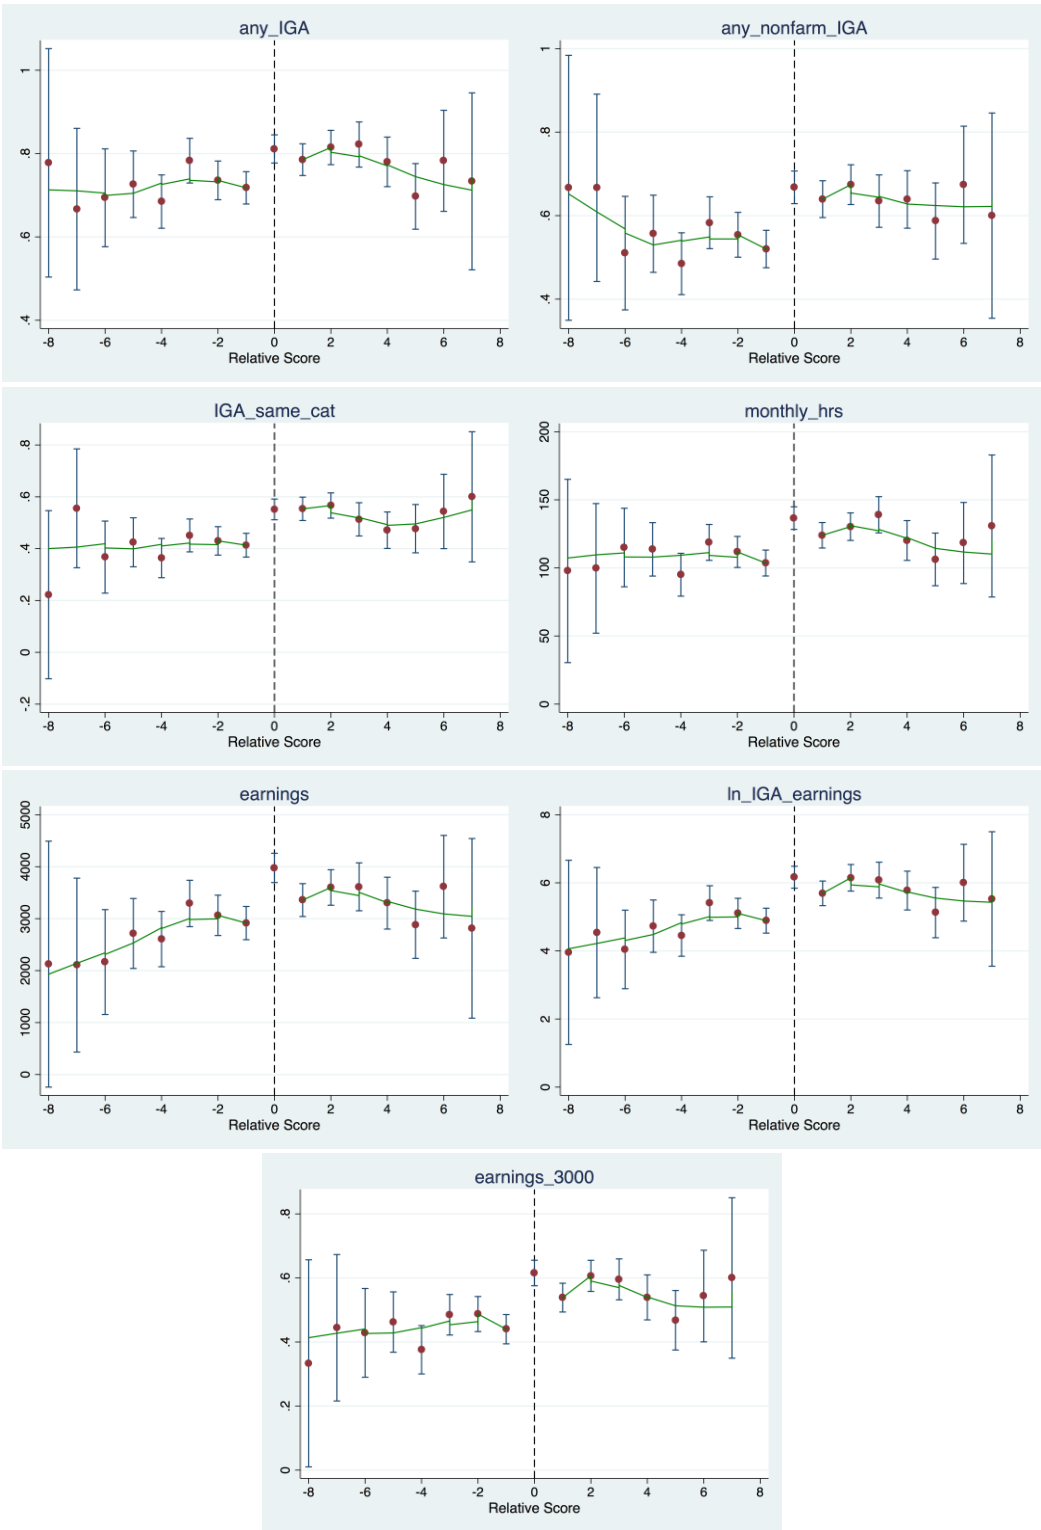 any_IGA
1
.8
.6
.4
-8 -6 -4 -2 0 2 4 6 8
Relative Score
any_nonfarm_IGA
1
.8
.6
.4
-8 -6 -4 -2 0 2 4 6 8
Relative Score
IGA_same_cat
.8
.6
.4
.2
0
-.2
-8 -6 -4 -2 0 2 4 6 8
Relative Score
monthly_hrs
200
150
100
50
0
-8 -6 -4 -2 0 2 4 6 8
Relative Score
earnings
5000
4000
3000
2000
1000
0
-8 -6 -4 -2 0 2 4 6 8
Relative Score
ln_IGA_earnings
8
6
4
2
0
-8 -6 -4 -2 0 2 4 6 8
Relative Score
earnings_3000
.8
.6
.4
.2
0
-8 -6 -4 -2 0 2 4 6 8
Relative Score